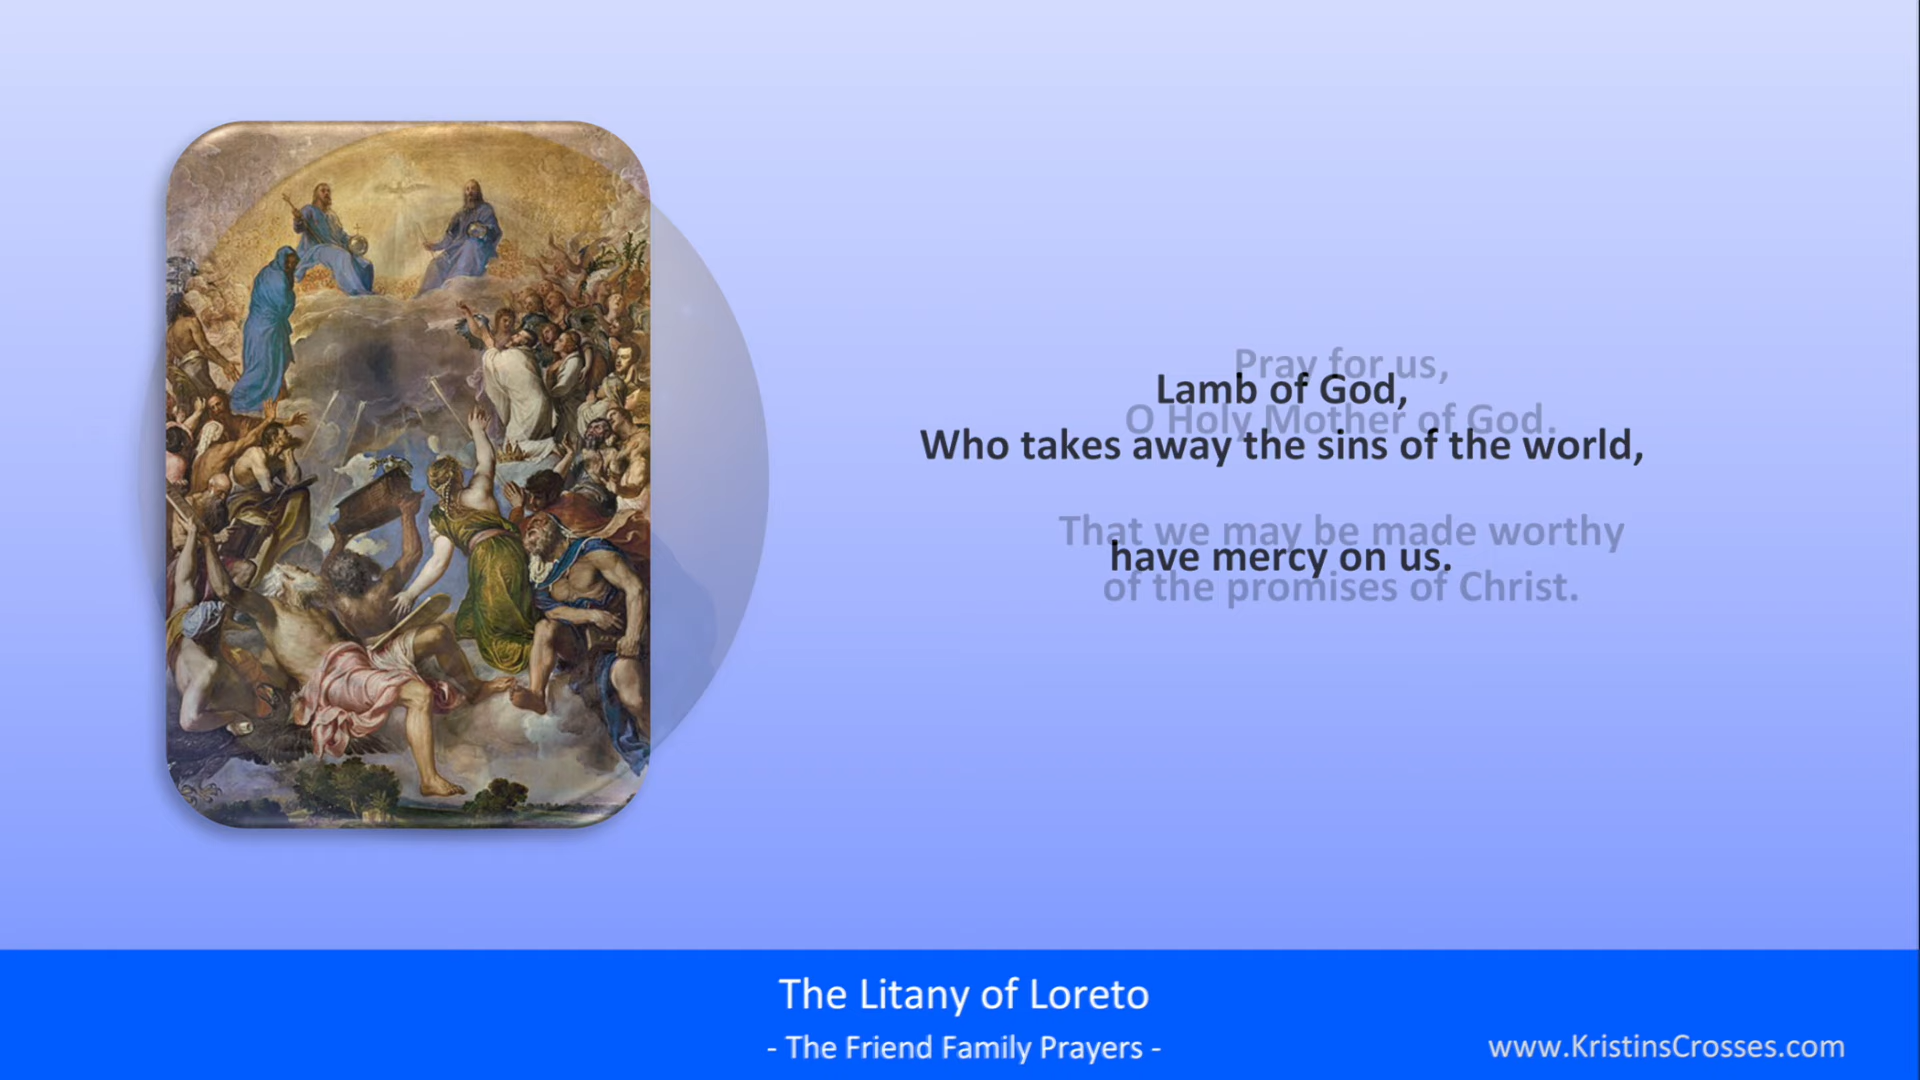 Lamb of God,
Who takes away the sins of the world,
have mercy on us.
Pray for us,
O Holy Mother of God.
That we may be made worthy
of the promises of Christ.
The Litany of Loreto
- The Friend Family Prayers -
www.KristinsCrosses.com